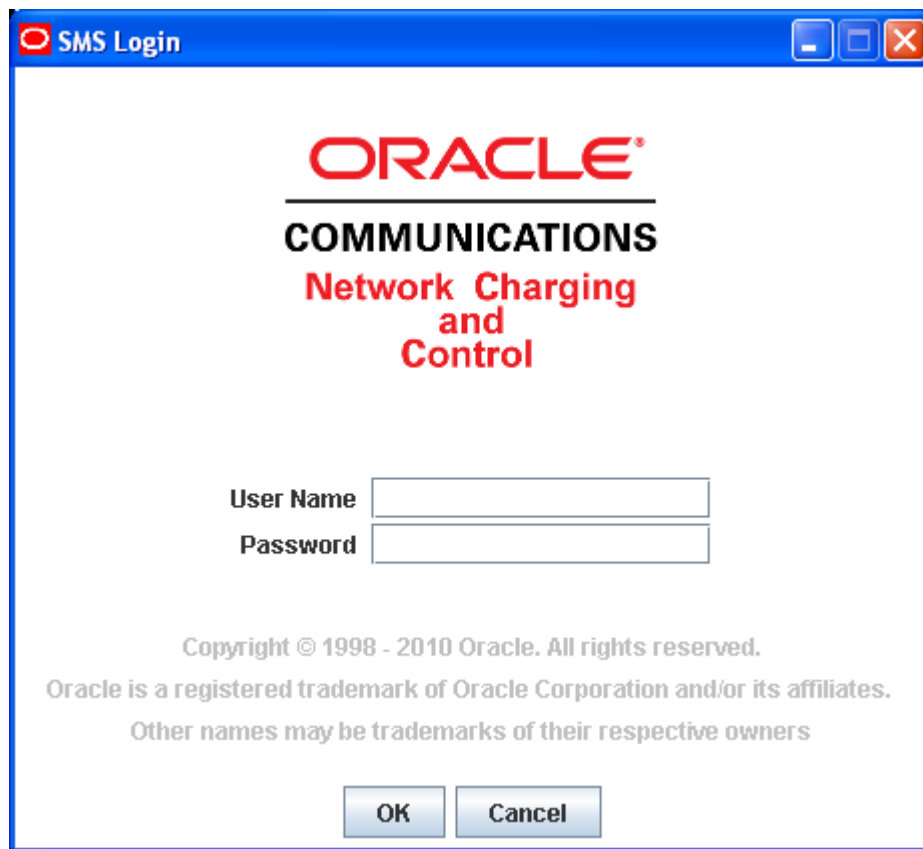 SMS Login
ORACLE®
COMMUNICATIONS
Network Charging
and
Control
User Name
Password
Copyright © 1998 - 2010 Oracle. All rights reserved.
Oracle is a registered trademark of Oracle Corporation and/or its affiliates.
Other names may be trademarks of their respective owners
OK Cancel